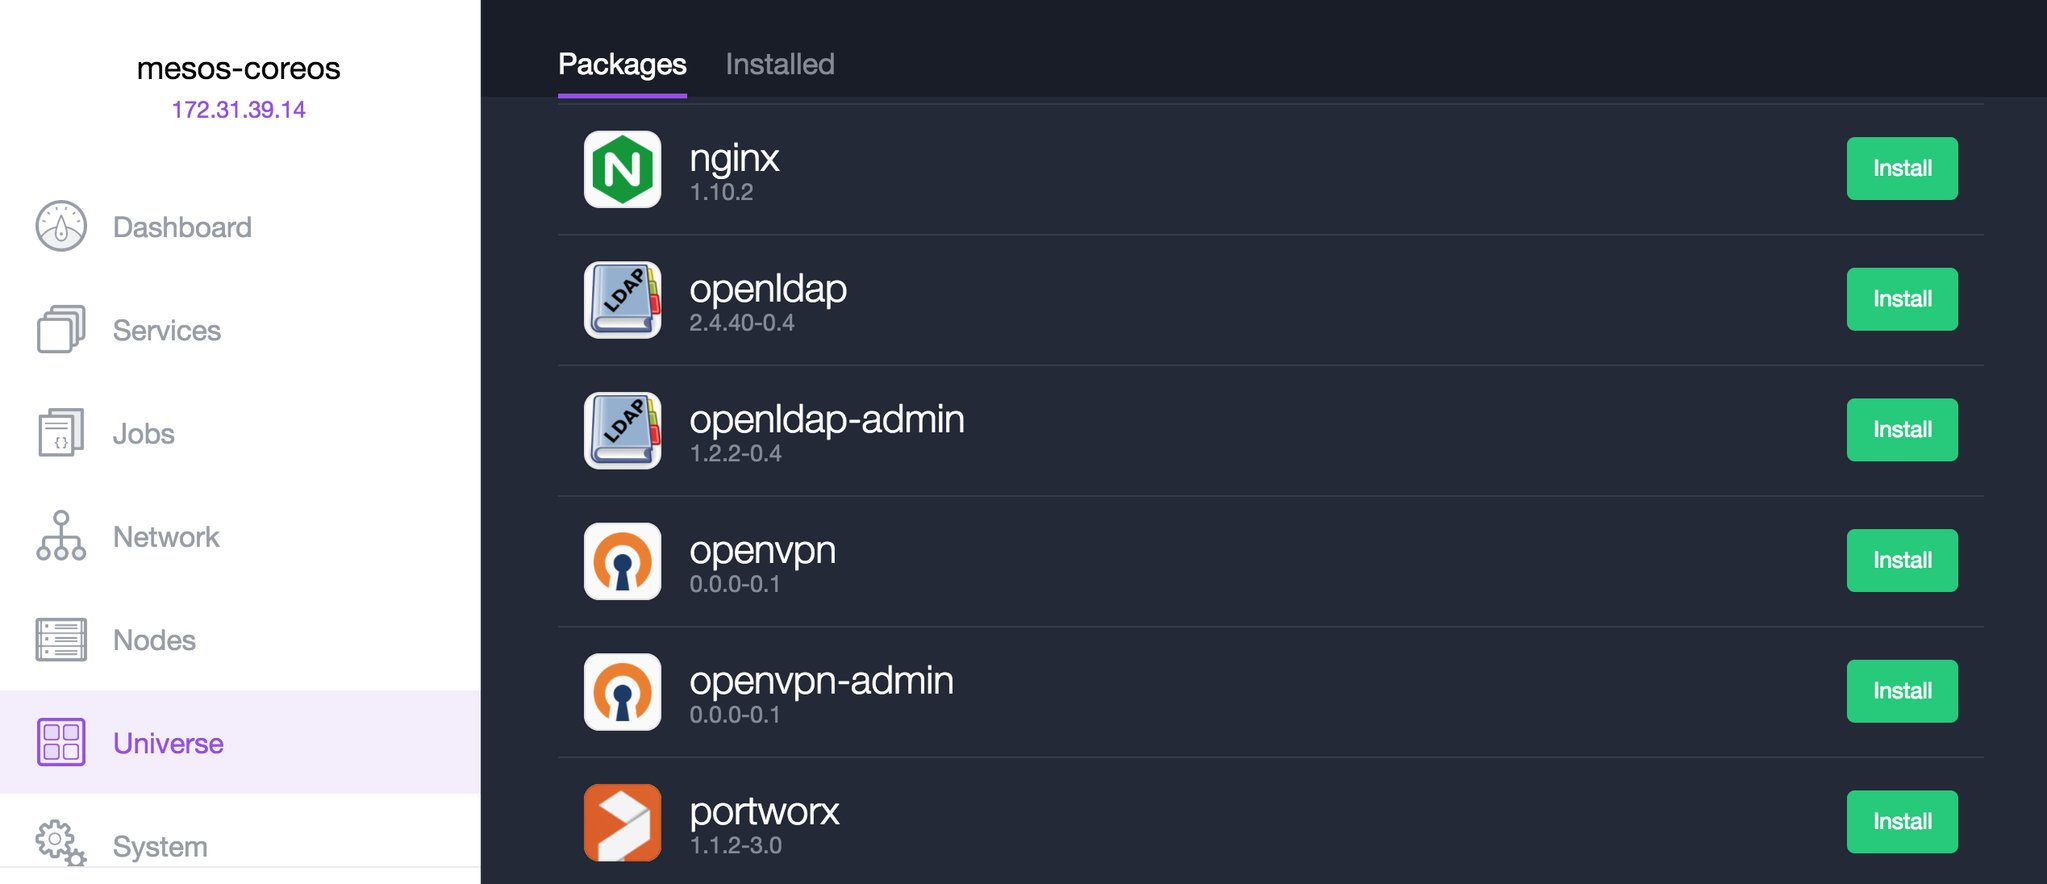 mesos-coreos
172.31.39.14
Dashboard
Services
Jobs
{}
Network
Nodes
Universe
System
Packages
Installed
N
nginx
1.10.2
Install
LDAP
openldap
2.4.40-0.4
Install
LDAP
openldap-admin
1.2.2-0.4
Install
openvpn
0.0.0-0.1
Install
openvpn-admin
0.0.0-0.1
Install
portworx
1.1.2-3.0
Install